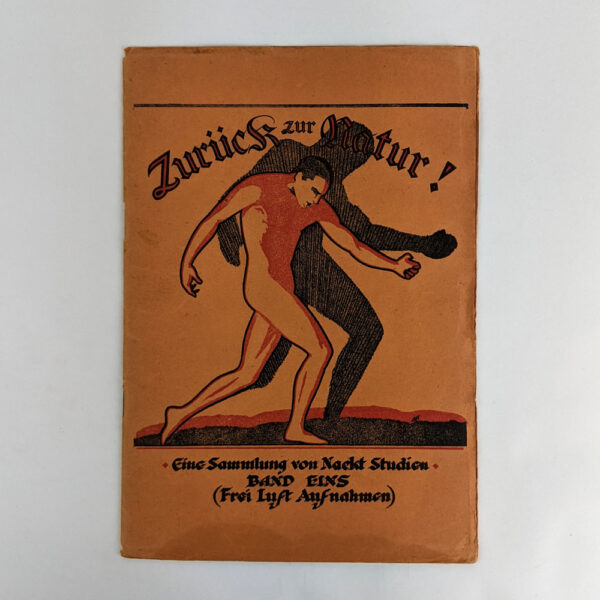 Zurück zur Natur!
Eine Sammlung von Nackt Studien
BAND EINS
(Frei Luft Aufnahmen)